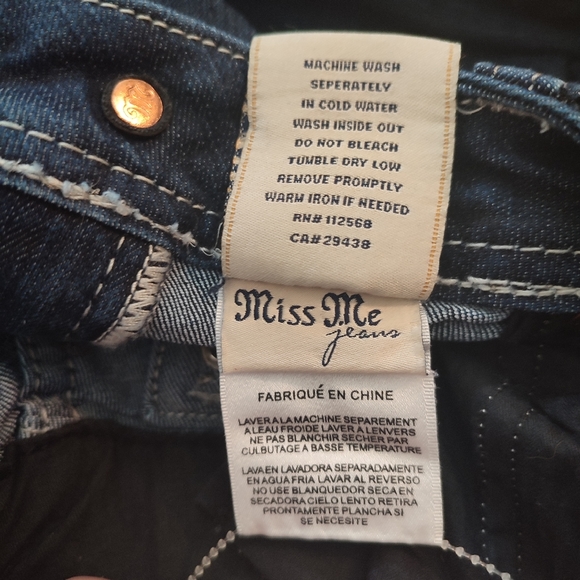 MACHINE WASH
SEPERATELY
IN COLD WATER
WASH INSIDE OUT
DO NOT BLEACH
TUMBLE DRY LOW
REMOVE PROMPTLY
WARM IRON IF NEEDED
RN# 112568
CA# 29438
Miss Me
jeans
FABRIQUÉ EN CHINE
LAVER A LA MACHINE SEPAREMENT
A LEAU FROIDE LAVER A LENVERS
NE PAS BLANCHIR SECHER PAR
CULBUTAGE A BASSE TEMPERATURE
LAVA EN LAVADORA SEPARADAMENTE
EN AGUA FRIA LAVAR AL REVERSO
NO USE BLANQUEDOR SECA EN
SECADORA CIELO LENTO RETIRA
PRONTAMENTE PLANCHA SI
SE NECESITE